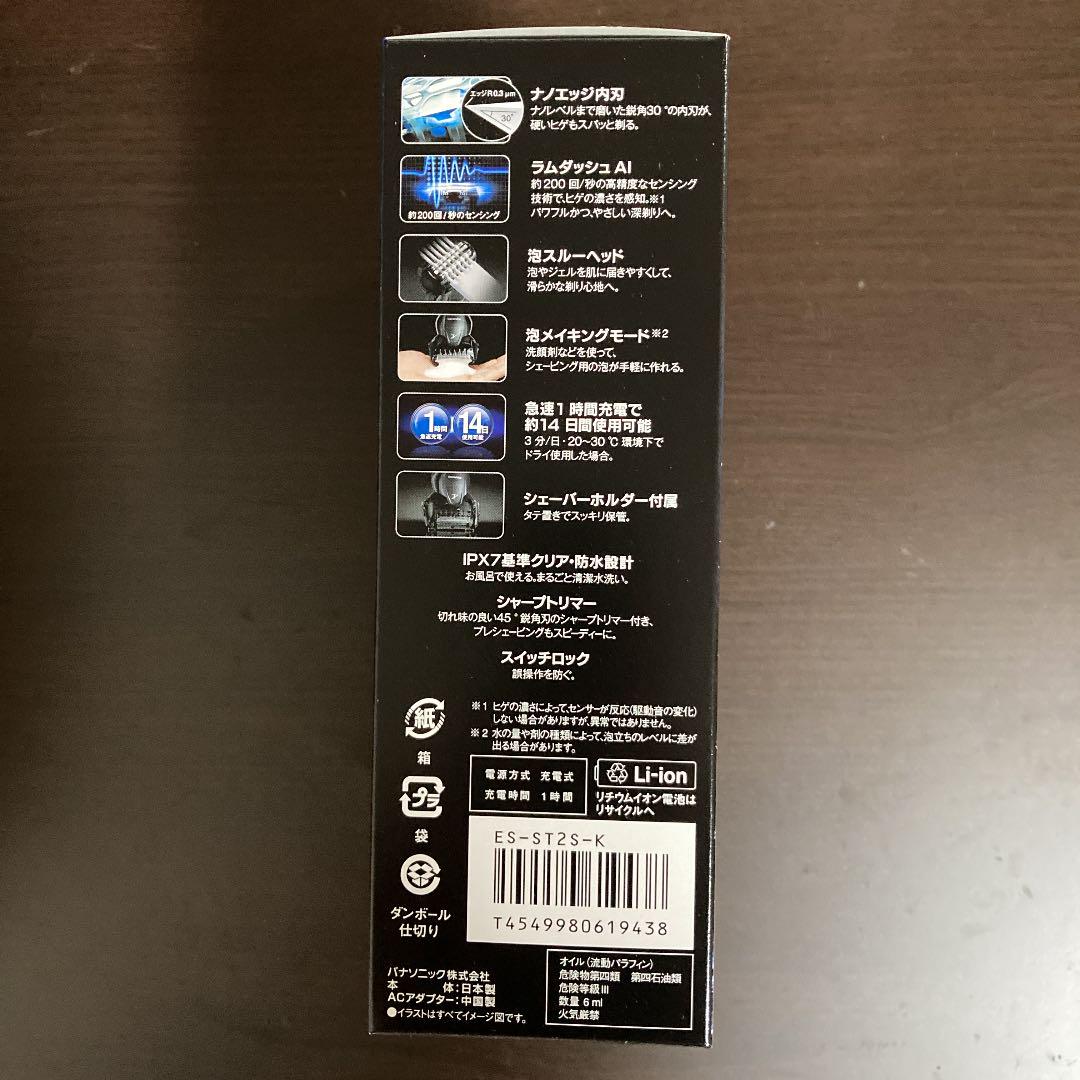 エッジR0.3μm
30°
ナノエッジ内刃
ナノレベルまで磨いた鋭角30°の内刃が、
硬いヒゲもスパッと剃る。
約200回/秒のセンシング
ラムダッシュAI
約200回/秒の高精度なセンシング
技術で、ヒゲの濃さを感知。※1
パワフルかつ、やさしい深剃りへ。
泡スルーヘッド
泡やジェルを肌に届きやすくして、
滑らかな剃り心地へ。
泡メイキングモード※2
洗顔剤などを使って、
シェービング用の泡が手軽に作れる。
1時間
急速充電
14日
使用可能
急速1時間充電で
約14日間使用可能
3分/日・20~30℃環境下で
ドライ使用した場合。
シェーバーホルダー付属
タテ置きでスッキリ保管。
IPX7基準クリア・防水設計
お風呂で使える。まるごと清潔水洗い。
シャープトリマー
切れ味の良い45°鋭角刃のシャープトリマー付き、
プレシェービングもスピーディーに。
スイッチロック
誤操作を防ぐ。
※1 ヒゲの濃さによって、センサーが反応(駆動音の変化)
しない場合がありますが、異常ではありません。
※2 水の量や剤の種類によって、泡立ちのレベルに差が
出る場合があります。
紙
箱
プラ
袋
ダンボール
仕切り
電源方式 充電式
充電時間 1時間
Li-ion
リチウムイオン電池は
リサイクルへ
ES-ST2S-K
T4549980619438
パナソニック株式会社
本体:日本製
ACアダプター:中国製
●イラストはすべてイメージ図です。
オイル(流動パラフィン)
危険物第四類 第四石油類
危険等級Ⅲ
数量 6ml
火気厳禁